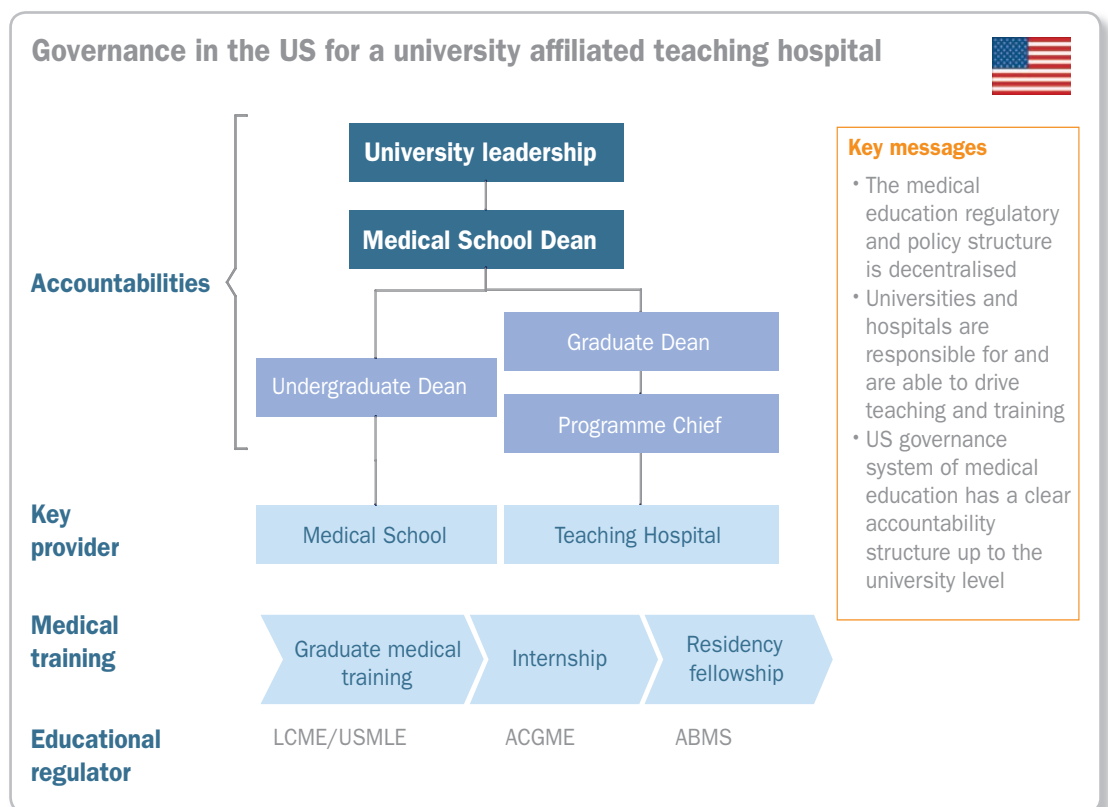 Governance in the US for a university affiliated teaching hospital
University leadership
Medical School Dean
Accountabilities
Undergraduate Dean
Graduate Dean
Programme Chief
Key
provider
Medical School
Teaching Hospital
Medical
training
Graduate medical
training
Internship
Residency
fellowship
Educational
regulator
LCME/USMLE
ACGME
ABMS
Key messages
• The medical
education regulatory
and policy structure
is decentralised
• Universities and
hospitals are
responsible for and
are able to drive
teaching and training
• US governance
system of medical
education has a clear
accountability
structure up to the
university level